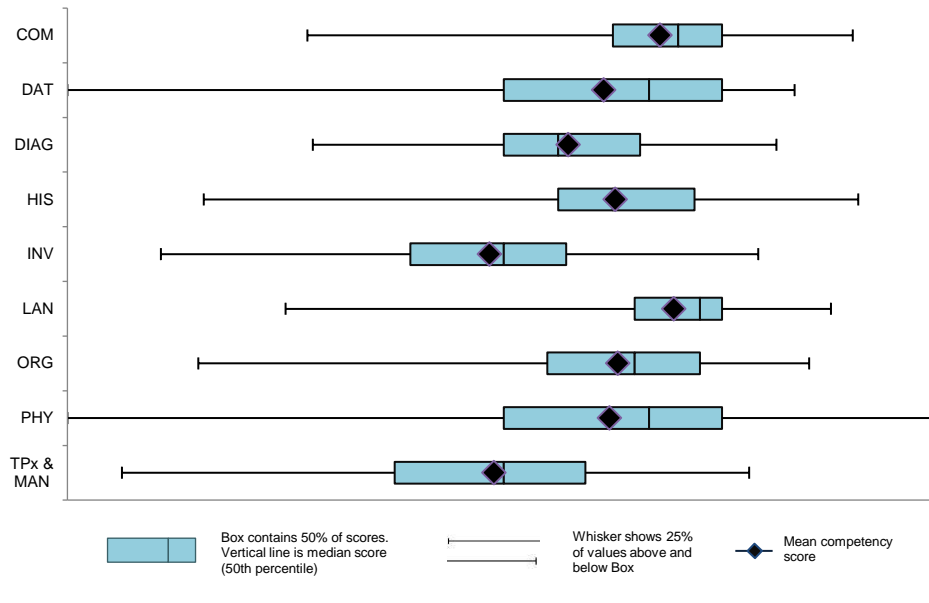 COM
DAT
DIAG
HIS
INV
LAN
ORG
PHY
TPx &
MAN
Box contains 50% of scores.
Vertical line is median score
(50th percentile)
Whisker shows 25%
of values above and
below Box
Mean competency
score